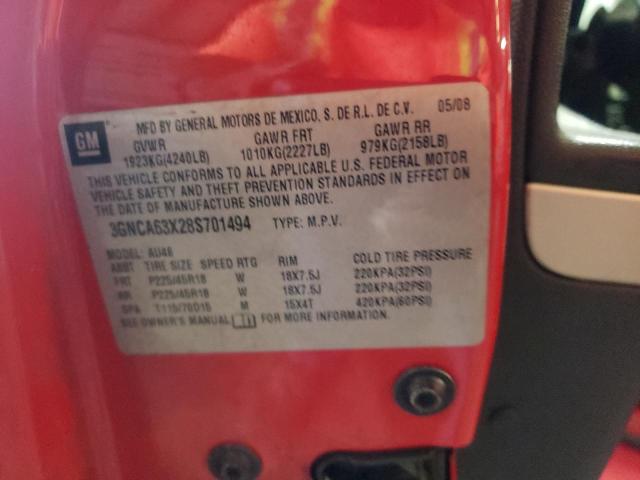 GM
MFD BY GENERAL MOTORS DE MEXICO, S. DE R.L. DE C.V. 05/08
GVWR GAWR FRT GAWR RR
1923KG(4240LB) 1010KG(2227LB) 979KG(2158LB)
THIS VEHICLE CONFORMS TO ALL APPLICABLE U.S. FEDERAL MOTOR
VEHICLE SAFETY AND THEFT PREVENTION STANDARDS IN EFFECT ON
THE DATE OF MANUFACTURE SHOWN ABOVE.
3GNCA63X28S701494 TYPE: M.P.V.
MODEL: AU46
ABBT TIRE SIZE SPEED RTG RIM COLD TIRE PRESSURE
FRT P225/45R18 W 18X7.5J 220KPA(32PSI)
RR P225/45R18 W 18X7.5J 220KPA(32PSI)
SPA T115/70D15 M 15X4T 420KPA(60PSI)
SEE OWNER'S MANUAL FOR MORE INFORMATION.